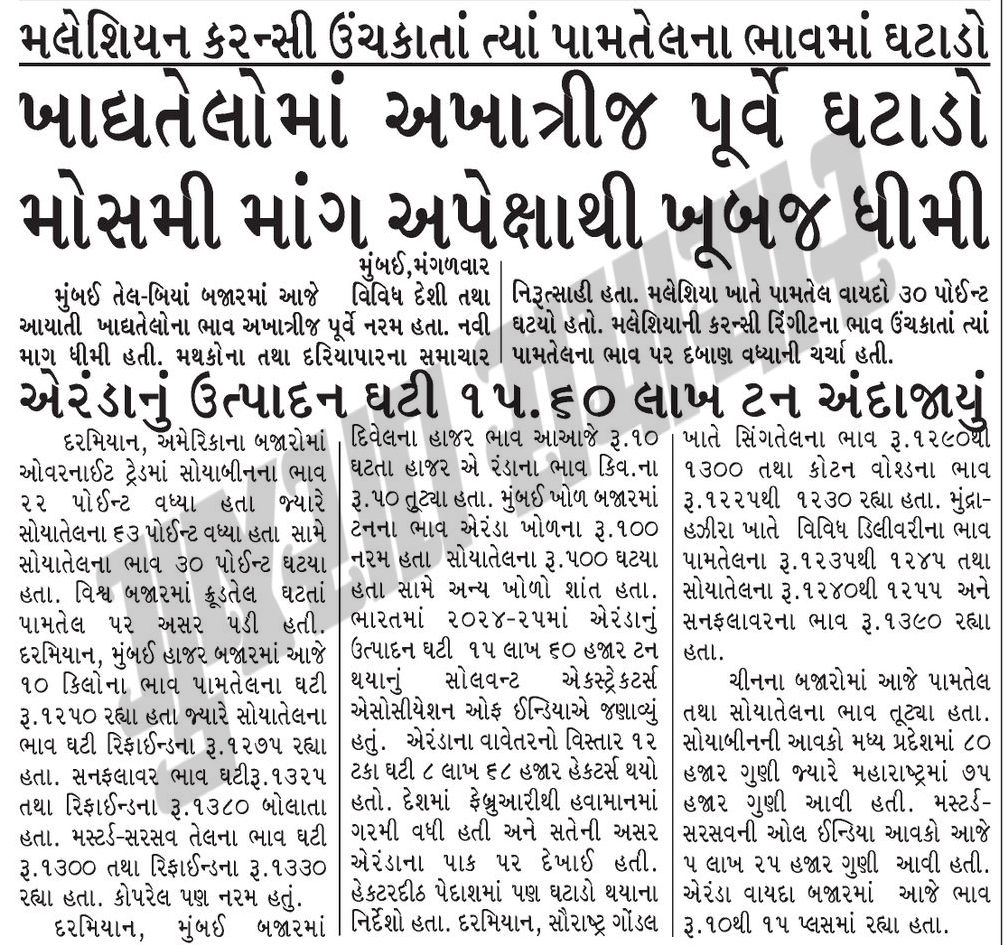 મલેશિયન કરન્સી ઉંચકાતાં ત્યાં પામતેલના ભાવમાં ઘટાડો
ખાદ્યતેલોમાં અખાત્રીજ પૂર્વે ઘટાડો
મોસમી માંગ અપેક્ષાથી ખૂબજ ધીમી
મુંબઈ,મંગળવાર
મુંબઈ તેલ-બિયાં બજારમાં આજે વિવિધ દેશી તથા
આયાતી ખાદ્યતેલોના ભાવ અખાત્રીજ પૂર્વે નરમ હતા. નવી
માગ ધીમી હતી. મથકોના તથા દરિયાપારના સમાચાર
નિરૂત્સાહી હતા. મલેશિયા ખાતે પામતેલ વાયદો ૩૦ પોઈન્ટ
ઘટયો હતો. મલેશિયાની કરન્સી રિંગીટના ભાવ ઉંચકાતાં ત્યાં
પામતેલના ભાવ પર દબાણ વધ્યાની ચર્ચા હતી.
એરંડાનું ઉત્પાદન ઘટી ૧૫.૬૦ લાખ ટન અંદાજાયું
દરમિયાન, અમેરિકાના બજારોમાં
ઓવરનાઈટ ટ્રેડમાં સોયાબીનના ભાવ
૨૨ પોઈન્ટ વધ્યા હતા જ્યારે
સોયાતેલના ૬૩ પોઈન્ટ વધ્યા હતા સામે
સોયાતેલના ભાવ ૩૦ પોઈન્ટ ઘટયા
હતા. વિશ્વ બજારમાં ક્રૂડતેલ ઘટતાં
પામતેલ પર અસર પડી હતી.
દરમિયાન, મુંબઈ હાજર બજારમાં આજે
૧૦ કિલોના ભાવ પામતેલના ઘટી
રૂ.૧૨૫૦ રહ્યા હતા જ્યારે સોયાતેલના
ભાવ ઘટી રિફાઈન્ડના રૂ.૧૨૭૫ રહ્યા
હતા. સનફલાવર ભાવ ઘટીરૂ.૧૩૨૫
તથા રિફાઈન્ડના રૂ.૧૩૮૦ બોલાતા
હતા. મસ્ટર્ડ-સરસવ તેલના ભાવ ઘટી
રૂ.૧૩૦૦ તથા રિફાઈન્ડના રૂ.૧૩૩૦
રહ્યા હતા. કોપરેલ પણ નરમ હતું.
દરમિયાન, મુંબઈ બજારમાં
દિવેલના હાજર ભાવ આઆજે રૂ.૧૦
ઘટતા હાજર એ રંડાના ભાવ કિવ.ના
રૂ.૫૦ તૂટ્યા હતા. મુંબઈ ખોળ બજારમાં
ટનના ભાવ એરંડા ખોળના રૂ.૧૦૦
નરમ હતા સોયાતેલના રૂ.૫૦૦ ઘટયા
હતા સામે અન્ય ખોળો શાંત હતા.
ભારતમાં ૨૦૨૪-૨૫માં એરંડાનું
ઉત્પાદન ઘટી ૧૫ લાખ ૬૦ હજાર ટન
થયાનું સોલવન્ટ એકસ્ટ્રેકટર્સ
એસોસીયેશન ઓફ ઈન્ડિયાએ જણાવ્યું
હતું. એરંડાના વાવેતરનો વિસ્તાર ૧૨
ટકા ઘટી ૮ લાખ ૬૮ હજાર હેકટર્સ થયો
હતો. દેશમાં ફેબ્રુઆરીથી હવામાનમાં
ગરમી વધી હતી અને સતેની અસર
એરંડાના પાક પર દેખાઈ હતી.
હેકટરદીઠ પેદાશમાં પણ ઘટાડો થયાના
નિર્દેશો હતા. દરમિયાન, સૌરાષ્ટ્ર ગોંડલ
ખાતે સિંગતેલના ભાવ રૂ.૧૨૯૦થી
૧૩૦૦ તથા કોટન વોશ્ડના ભાવ
રૂ.૧૨૨૫થી ૧૨૩૦ રહ્યા હતા. મુંદ્રા-
હઝીરા ખાતે વિવિધ ડિલીવરીના ભાવ
પામતેલના રૂ.૧૨૩૫થી ૧૨૪૫ તથા
સોયાતેલના રૂ.૧૨૪૦થી ૧૨૫૫ અને
સનફલાવરના ભાવ રૂ.૧૩૯૦ રહ્યા
હતા.
ચીનના બજારોમાં આજે પામતેલ
તથા સોયાતેલના ભાવ તૂટ્યા હતા.
સોયાબીનની આવકો મધ્ય પ્રદેશમાં ૮૦
હજાર ગુણી જ્યારે મહારાષ્ટ્રમાં ૭૫
હજાર ગુણી આવી હતી. મસ્ટર્ડ-
સરસવની ઓલ ઈન્ડિયા આવકો આજે
૫ લાખ ૨૫ હજાર ગુણી આવી હતી.
એરંડા વાયદા બજારમાં આજે ભાવ
રૂ.૧૦થી ૧૫ પ્લસમાં રહ્યા હતા.
ગુજરાત સમાચાર